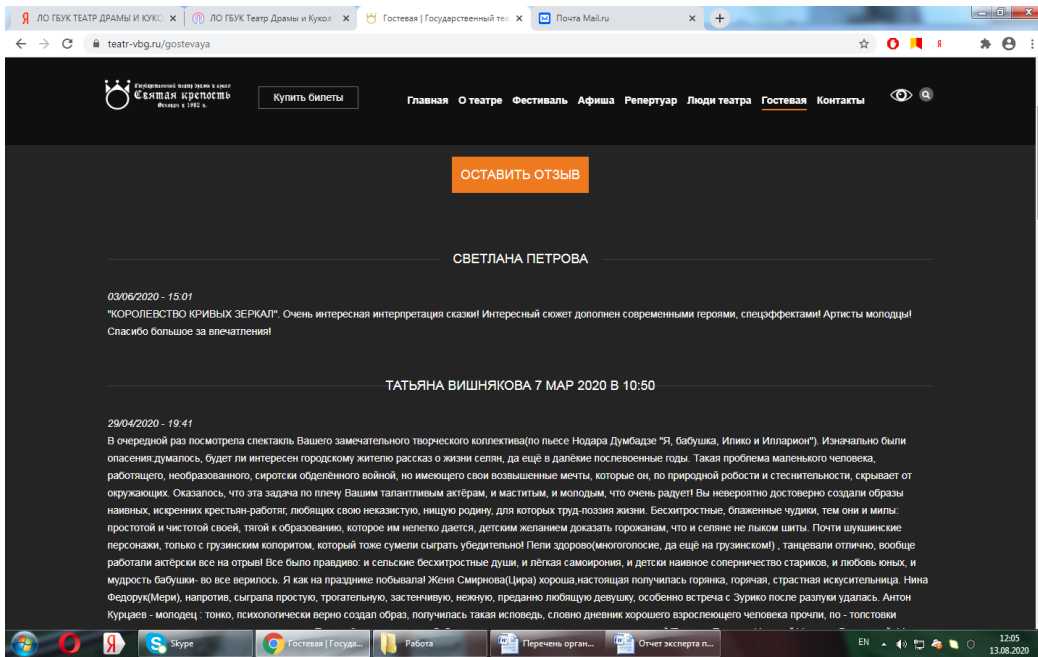 ЛО ГБУК ТЕАТР ДРАМЫ И КУКО
ЛО ГБУК Театр Драмы и Кукол
Гостевая | Государственный теа
Почта Mail.ru
teatr-vbg.ru/gostevaya
Государственный театр драмы и кукол
Святая крепость
Купить билеты
Главная О театре Фестиваль Афиша Репертуар Люди театра Гостевая Контакты
ОСТАВИТЬ ОТЗЫВ
СВЕТЛАНА ПЕТРОВА
03/06/2020 - 15:01
"КОРОЛЕВСТВО КРИВЫХ ЗЕРКАЛ". Очень интересная интерпретация сказки! Интересный сюжет дополнен современными героями, спецэффектами! Артисты молодцы!
Спасибо большое за впечатления!
ТАТЬЯНА ВИШНЯКОВА 7 МАР 2020 В 10:50
29/04/2020 - 19:41
В очередной раз посмотрела спектакль Вашего замечательного творческого коллектива(по пьесе Нодара Думбадзе "Я, бабушка, Илико и Илларион"). Изначально были
опасения:думалось, будет ли интересен городскому жителю рассказ о жизни селян, да ещё в далёкие послевоенные годы. Такая проблема маленького человека,
работящего, необразованного, сиротски обделённого войной, но имеющего свои возвышенные мечты, которые он, по природной робости и стеснительности, скрывает от
окружающих. Оказалось, что эта задача по плечу Вашим талантливым актёрам, и маститым, и молодым, что очень радует! Вы невероятно достоверно создали образы
наивных, искренних крестьян-работяг, любящих свою неказистую, нищую родину, для которых труд-поэзия жизни. Бесхитростные, блаженные чудики, тем они и милы:
простотой и чистотой своей, тягой к образованию, которое им нелегко дается, детским желанием доказать горожанам, что и селяне не лыком шиты. Почти шукшинские
персонажи, только с грузинским колоритом, который тоже сумели сыграть убедительно! Пели здорово(многоголосие, да ещё на грузинском!) , танцевали отлично, вообще
работали актёрски все на отрыв! Все было правдиво: и сельские бесхитростные души, и лёгкая самоирония, и детски наивное соперничество стариков, и любовь юных, и
мудрость бабушки- во все верилось. Я как на празднике побывала! Женя Смирнова(Цира) хороша,настоящая получилась горянка, горячая, страстная искусительница. Нина
Федорук(Мери), напротив, сыграла простую, трогательную, застенчивую, нежную, преданно любящую девушку, особенно встреча с Зурико после разлуки удалась. Антон
Курцаев - молодец : тонко, психологически верно создал образ, получилась такая исповедь, словно дневник хорошего взрослеющего человека прочли, по - толстовки
Skype
Гостевая | Госуда...
Работа
Перечень орган...
Отчет эксперта п...
EN
12:05
13.08.2020